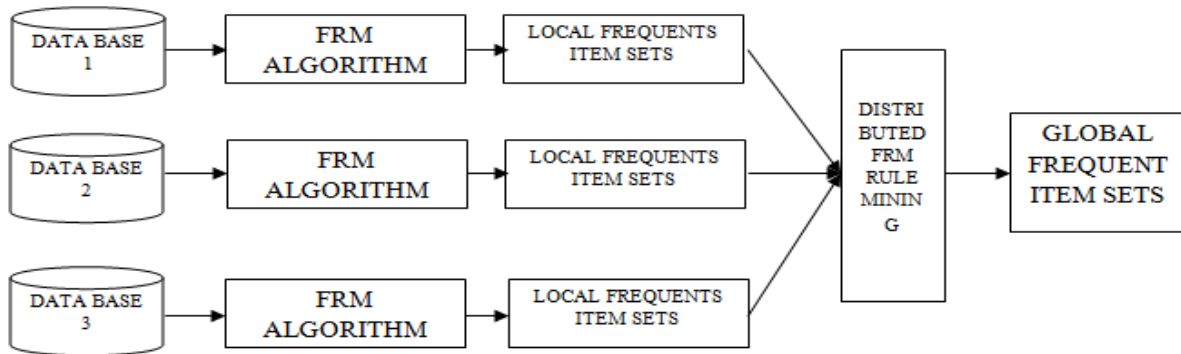 DATA BASE
1
FRM
ALGORITHM
LOCAL FREQUENTS
ITEM SETS
DATA BASE
2
FRM
ALGORITHM
LOCAL FREQUENTS
ITEM SETS
DATA BASE
3
FRM
ALGORITHM
LOCAL FREQUENTS
ITEM SETS
DISTRI
BUTED
FRM
RULE
MININ
G
GLOBAL
FREQUENT
ITEM SETS